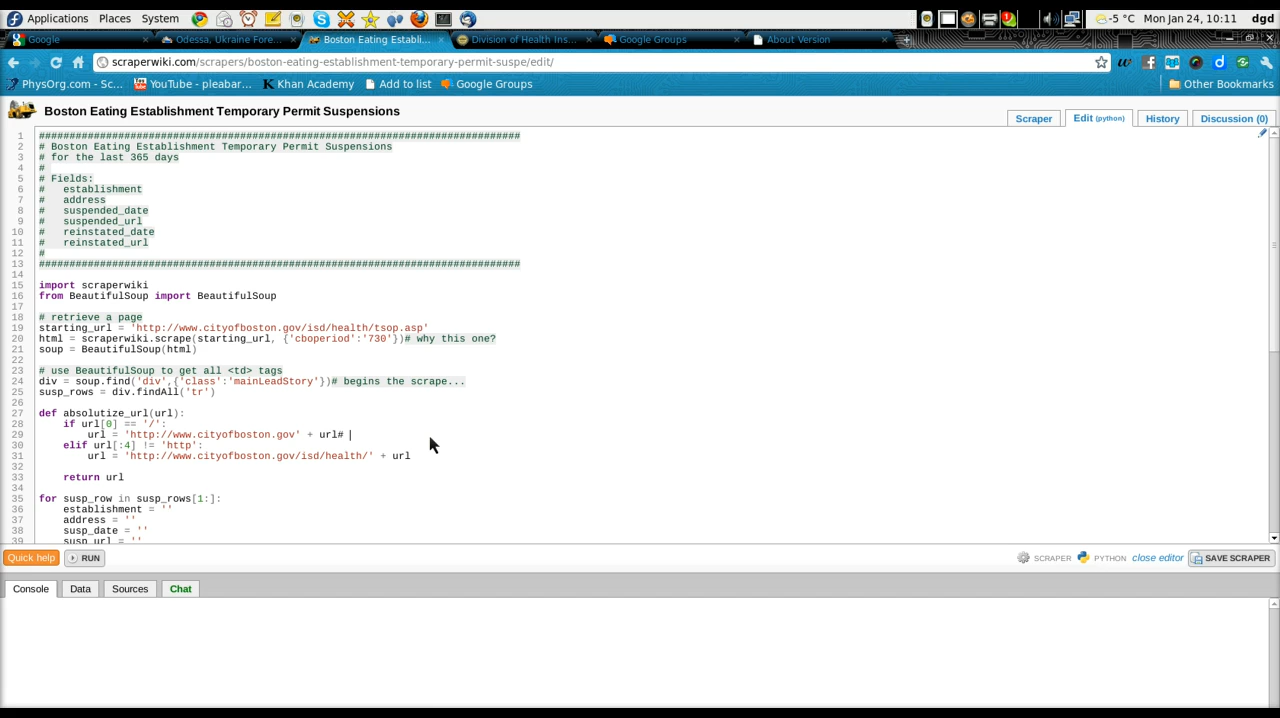 Applications Places System -5 °C Mon Jan 24, 10:11 dgd
Google Odessa, Ukraine Fore... Boston Eating Establi... Division of Health Ins... Google Groups About Version
scraperwiki.com/scrapers/boston-eating-establishment-temporary-permit-suspe/edit/
PhysOrg.com - Sc... YouTube - pleabar... Khan Academy Add to list Google Groups Other Bookmarks
Boston Eating Establishment Temporary Permit Suspensions
Scraper Edit (python) History Discussion (0)
1 ###############################################################################
2 # Boston Eating Establishment Temporary Permit Suspensions
3 # for the last 365 days
4 #
5 # Fields:
6 #   establishment
7 #   address
8 #   suspended_date
9 #   suspended_url
10 #   reinstated_date
11 #   reinstated_url
12 #
13 ###############################################################################
14
15 import scraperwiki
16 from BeautifulSoup import BeautifulSoup
17
18 # retrieve a page
19 starting_url = 'http://www.cityofboston.gov/isd/health/tsop.asp'
20 html = scraperwiki.scrape(starting_url, {'cboperiod':'730'})# why this one?
21 soup = BeautifulSoup(html)
22
23 # use BeautifulSoup to get all <td> tags
24 div = soup.find('div',{'class':'mainLeadStory'})# begins the scrape...
25 susp_rows = div.findAll('tr')
26
27 def absolutize_url(url):
28     if url[0] == '/':
29         url = 'http://www.cityofboston.gov' + url#
30     elif url[:4] != 'http':
31         url = 'http://www.cityofboston.gov/isd/health/' + url
32
33     return url
34
35 for susp_row in susp_rows[1:]:
36     establishment = ''
37     address = ''
38     susp_date = ''
39     susp_url = ''
Quick help RUN SCRAPER PYTHON close editor SAVE SCRAPER
Console Data Sources Chat